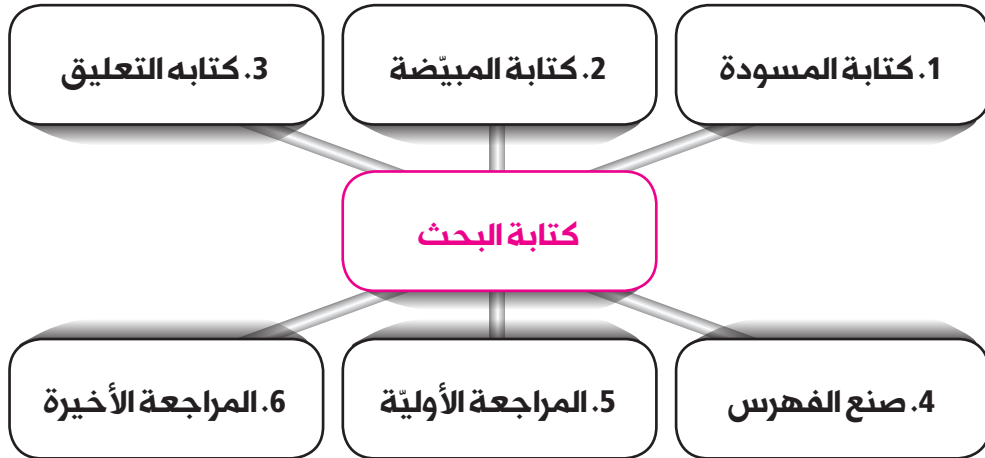 1. كتابة المسودة
2. كتابة المبيّضة
3. كتابه التعليق
كتابة البحث
4. صنع الفهرس
5. المراجعة الأوليّة
6. المراجعة الأخيرة